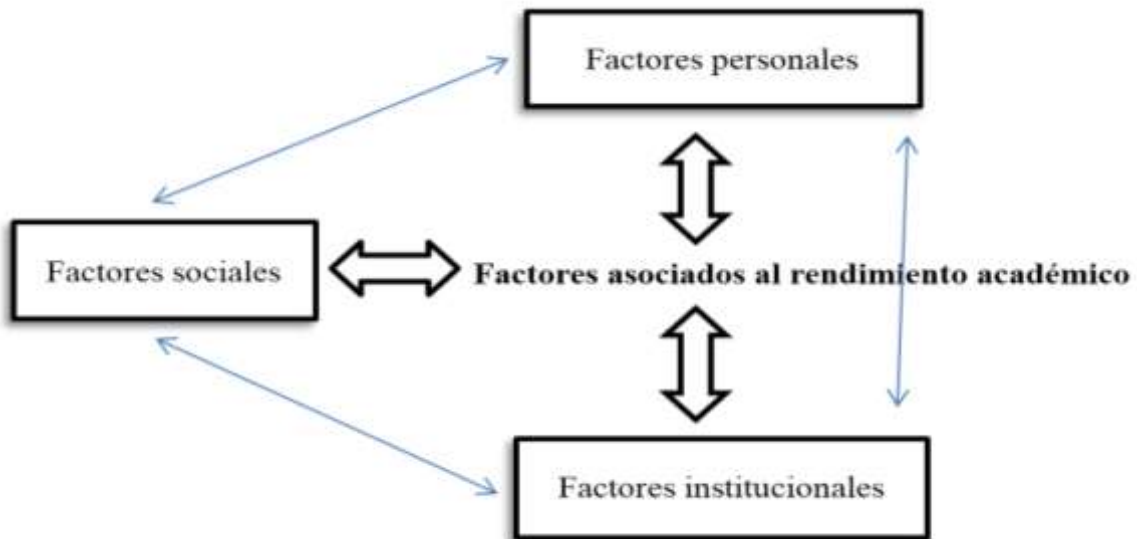 Factores personales
Factores sociales
Factores asociados al rendimiento académico
Factores institucionales